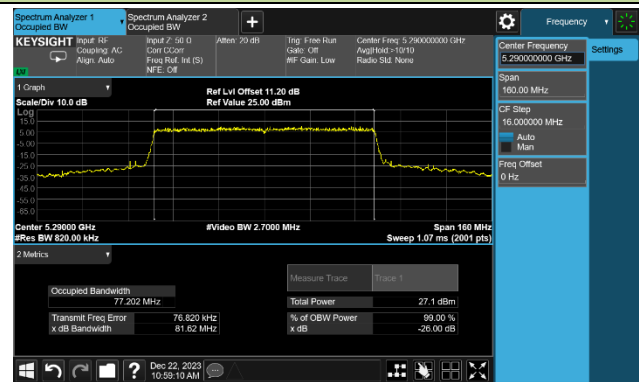 Spectrum Analyzer 1
Occupied BW
Spectrum Analyzer 2
Occupied BW
+
Frequency
KEYSIGHT
Input: RF
Coupling: AC
Align: Auto
Input Z: 50 Ω
Corr CCorr
Freq Ref: Int (S)
NFE: Off
Atten: 20 dB
Trig: Free Run
Gate: Off
#IF Gain: Low
Center Freq: 5.290000000 GHz
Avg|Hold:>10/10
Radio Std: None
Center Frequency
5.290000000 GHz
Settings
Span
160.00 MHz
CF Step
16.000000 MHz
Auto
Man
Freq Offset
0 Hz
1 Graph
Scale/Div 10.0 dB
Ref Lvl Offset 11.20 dB
Ref Value 25.00 dBm
Log
15.0
5.00
-5.00
-15.0
-25.0
-35.0
-45.0
-55.0
-65.0
Center 5.29000 GHz
#Video BW 2.7000 MHz
Span 160 MHz
#Res BW 820.00 kHz
Sweep 1.07 ms (2001 pts)
2 Metrics
Measure Trace
Trace 1
Occupied Bandwidth
77.202 MHz
Total Power
27.1 dBm
Transmit Freq Error
76.820 kHz
% of OBW Power
99.00 %
x dB Bandwidth
81.62 MHz
x dB
-26.00 dB
?
Dec 22, 2023
10:59:10 AM